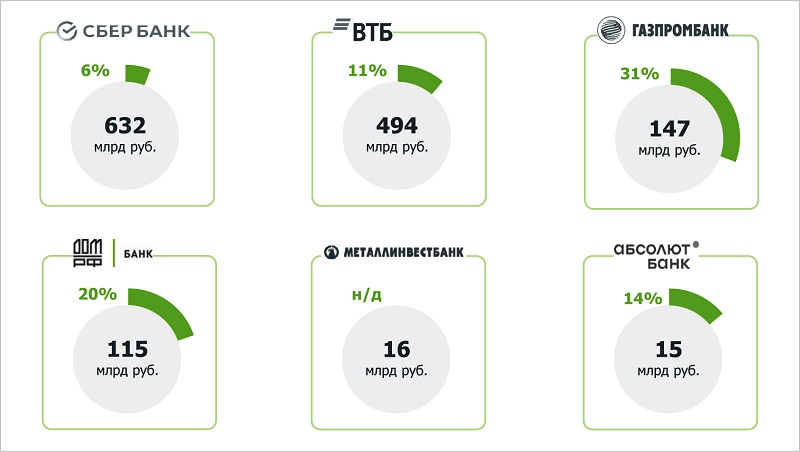 СБЕР БАНК
6%
632
млрд руб.
ВТБ
11%
494
млрд руб.
ГАЗПРОМБАНК
31%
147
млрд руб.
ДОМ
РФ
БАНК
20%
115
млрд руб.
МЕТАЛЛИНВЕСТБАНК
н/д
16
млрд руб.
АБСОЛЮТ
БАНК
14%
15
млрд руб.